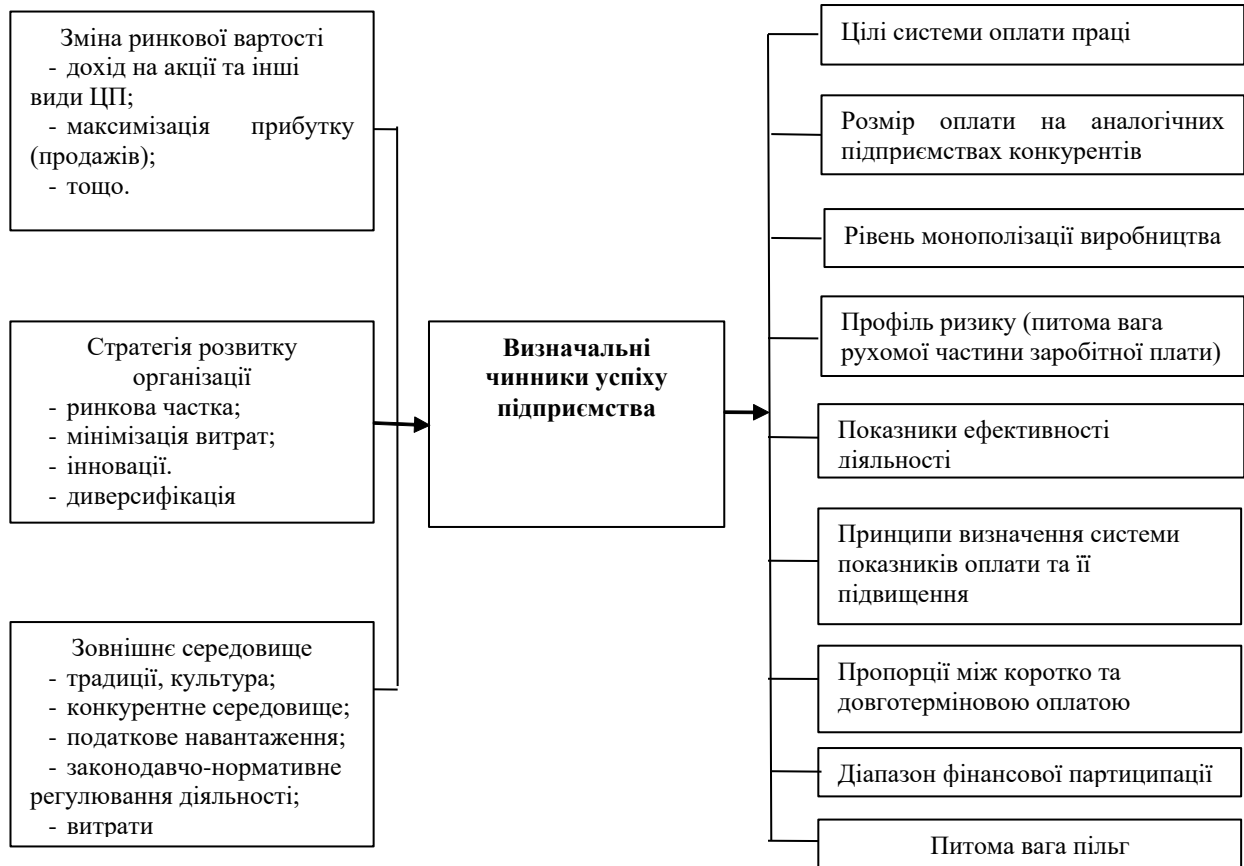 Зміна ринкової вартості
- дохід на акції та інші
види ЦП;
- максимізація прибутку
(продажів);
- тощо.
Стратегія розвитку
організації
- ринкова частка;
- мінімізація витрат;
- інновації.
- диверсифікація
Зовнішнє середовище
- традиції, культура;
- конкурентне середовище;
- податкове навантаження;
- законодавчо-нормативне
регулювання діяльності;
- витрати
Визначальні
чинники успіху
підприємства
Цілі системи оплати праці
Розмір оплати на аналогічних
підприємствах конкурентів
Рівень монополізації виробництва
Профіль ризику (питома вага
рухомої частини заробітної плати)
Показники ефективності
діяльності
Принципи визначення системи
показників оплати та її
підвищення
Пропорції між коротко та
довготерміновою оплатою
Діапазон фінансової партиципації
Питома вага пільг